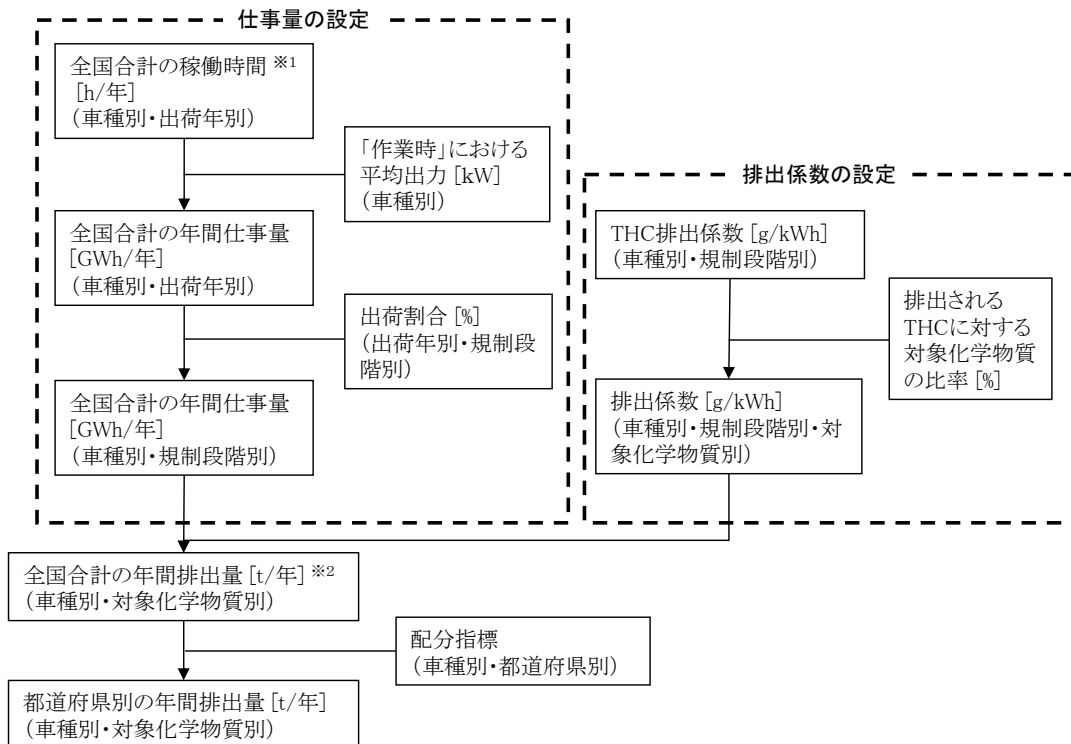 仕事量の設定
全国合計の稼働時間 ※1
[h/年]
(車種別・出荷年別)
「作業時」における
平均出力 [kW]
(車種別)
全国合計の年間仕事量
[GWh/年]
(車種別・出荷年別)
出荷割合 [%]
(出荷年別・規制段
階別)
全国合計の年間仕事量
[GWh/年]
(車種別・規制段階別)
排出係数の設定
THC排出係数 [g/kWh]
(車種別・規制段階別)
排出される
THCに対する
対象化学物質
の比率 [%]
排出係数 [g/kWh]
(車種別・規制段階別・対
象化学物質別)
全国合計の年間排出量 [t/年] ※2
(車種別・対象化学物質別)
配分指標
(車種別・都道府県別)
都道府県別の年間排出量 [t/年]
(車種別・対象化学物質別)